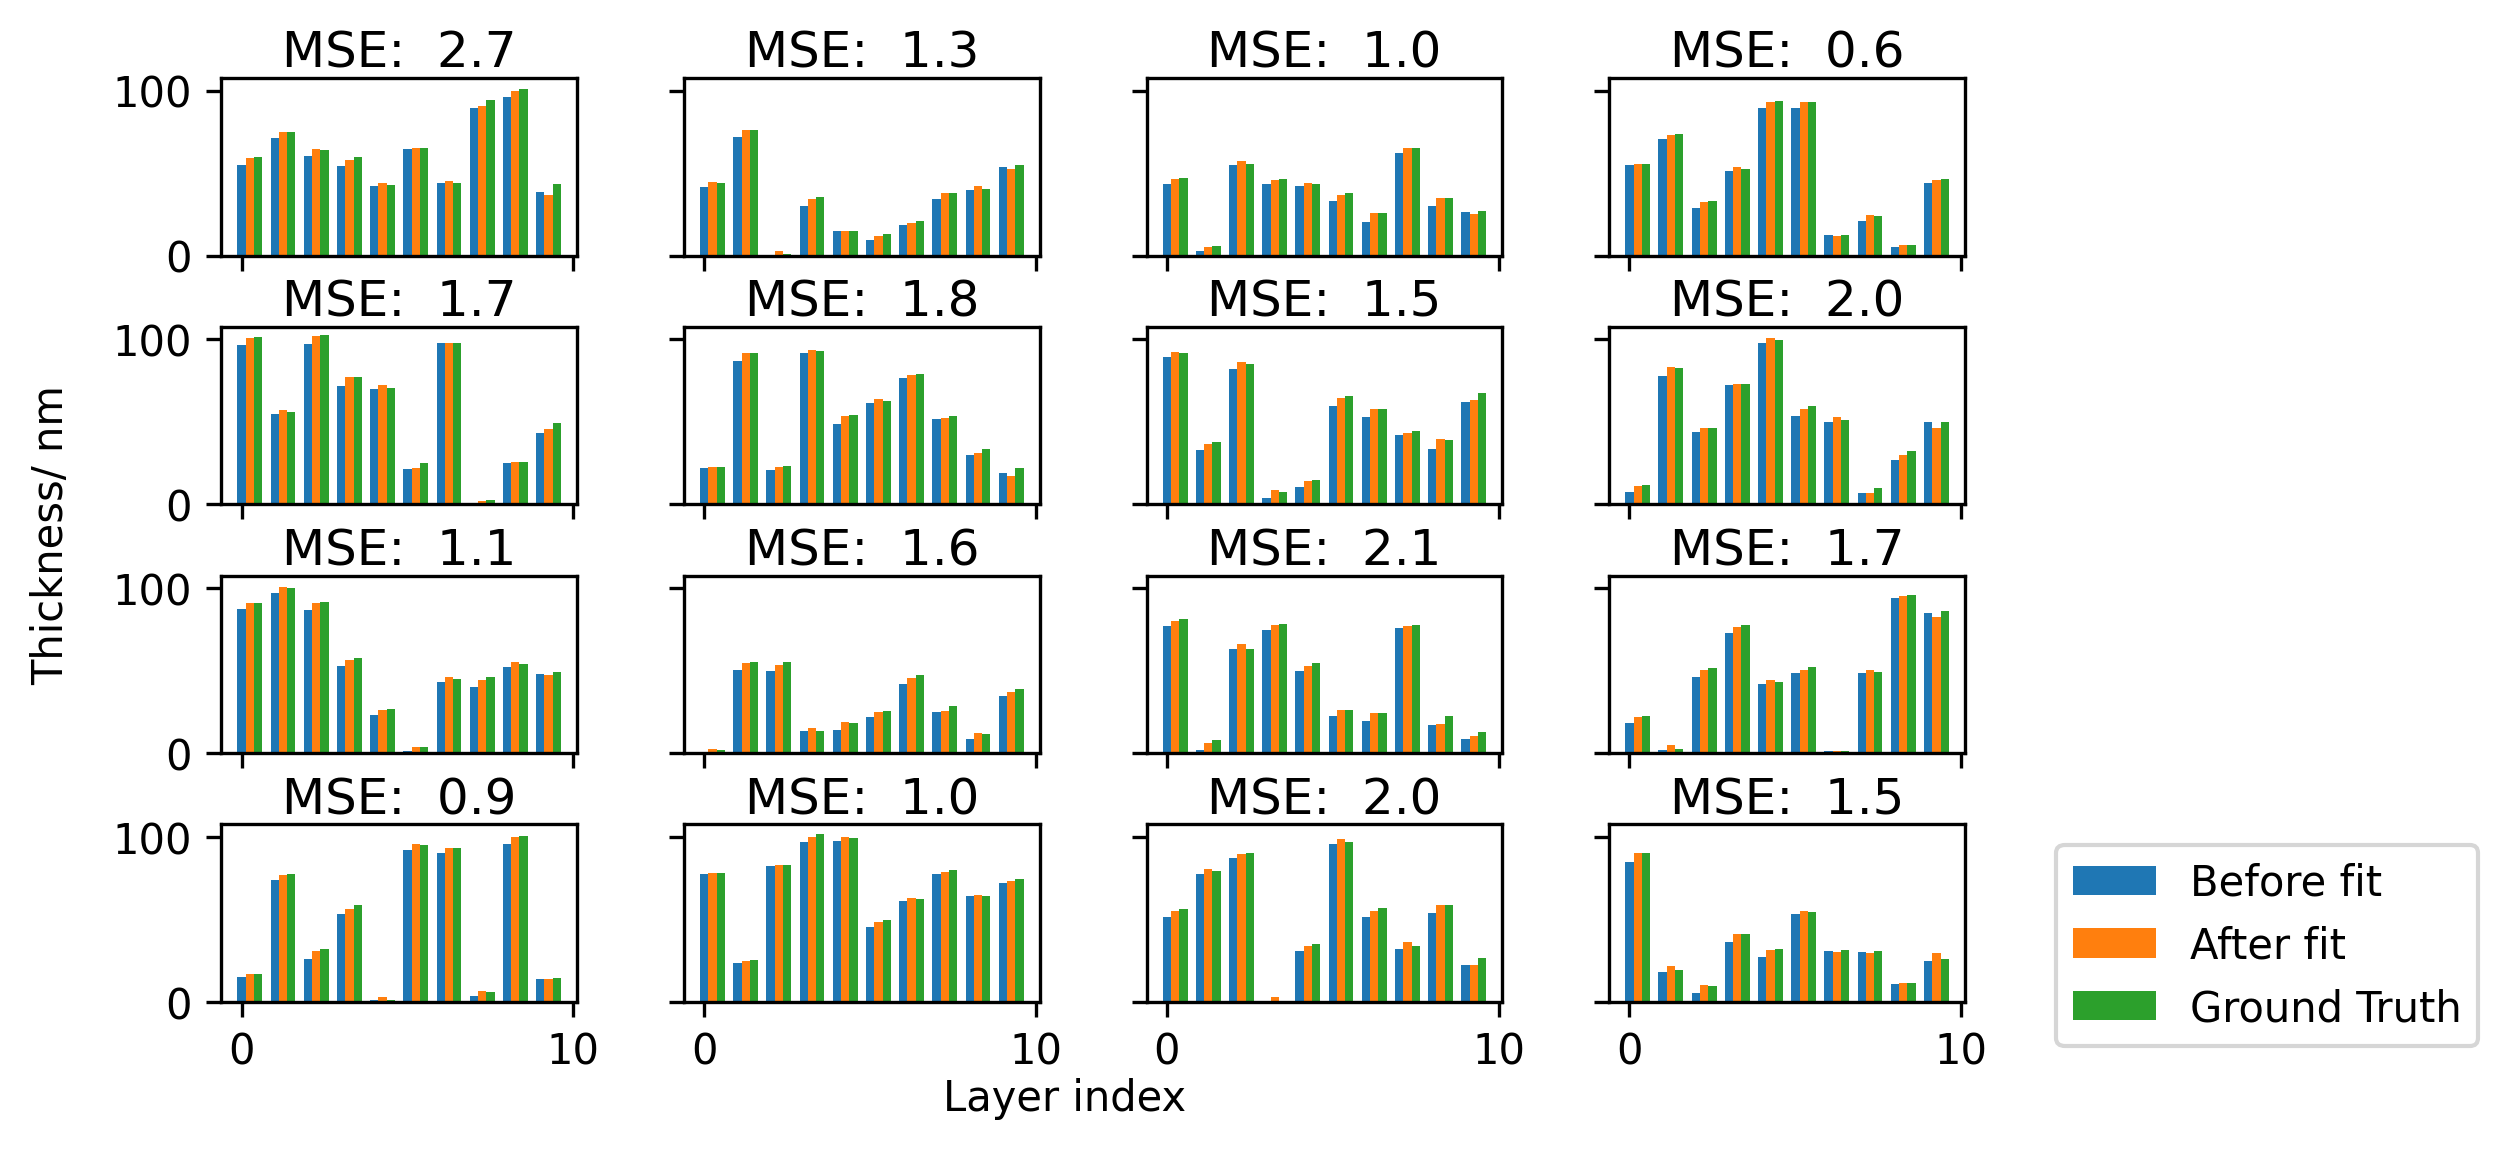 MSE:  2.7
MSE:  1.3
MSE:  1.0
MSE:  0.6
100
0
MSE:  1.7
MSE:  1.8
MSE:  1.5
MSE:  2.0
100
0
MSE:  1.1
MSE:  1.6
MSE:  2.1
MSE:  1.7
100
0
MSE:  0.9
MSE:  1.0
MSE:  2.0
MSE:  1.5
100
0
0 10
0 10
0 10
0 10
Thickness/ nm
Layer index
Before fit
After fit
Ground Truth